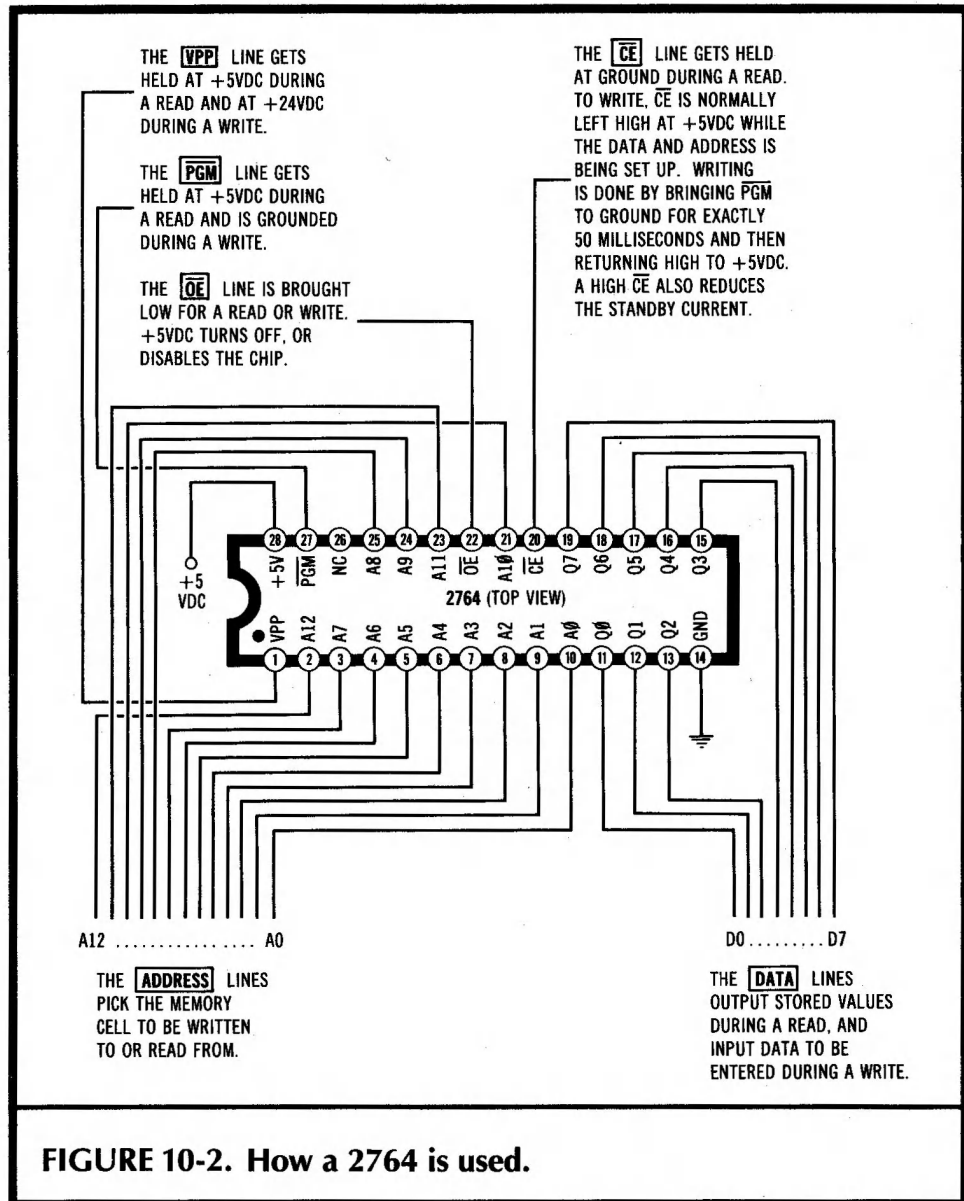 THE VPP LINE GETS
HELD AT +5VDC DURING
A READ AND AT +24VDC
DURING A WRITE.
THE PGM LINE GETS
HELD AT +5VDC DURING
A READ AND IS GROUNDED
DURING A WRITE.
THE OE LINE IS BROUGHT
LOW FOR A READ OR WRITE.
+5VDC TURNS OFF, OR
DISABLES THE CHIP.
THE CE LINE GETS HELD
AT GROUND DURING A READ.
TO WRITE, CE IS NORMALLY
LEFT HIGH AT +5VDC WHILE
THE DATA AND ADDRESS IS
BEING SET UP. WRITING
IS DONE BY BRINGING PGM
TO GROUND FOR EXACTLY
50 MILLISECONDS AND THEN
RETURNING HIGH TO +5VDC.
A HIGH CE ALSO REDUCES
THE STANDBY CURRENT.
28 27 26 25 24 23 22 21 20 19 18 17 16 15
+5V PGM NC A8 A9 A11 OE A10 CE Q7 Q6 Q5 Q4 Q3
+5
VDC
2764 (TOP VIEW)
VPP A12 A7 A6 A5 A4 A3 A2 A1 A0 Q0 Q1 Q2 GND
1 2 3 4 5 6 7 8 9 10 11 12 13 14
A12 ................ A0
D0.........D7
THE ADDRESS LINES
PICK THE MEMORY
CELL TO BE WRITTEN
TO OR READ FROM.
THE DATA LINES
OUTPUT STORED VALUES
DURING A READ, AND
INPUT DATA TO BE
ENTERED DURING A WRITE.
FIGURE 10-2. How a 2764 is used.